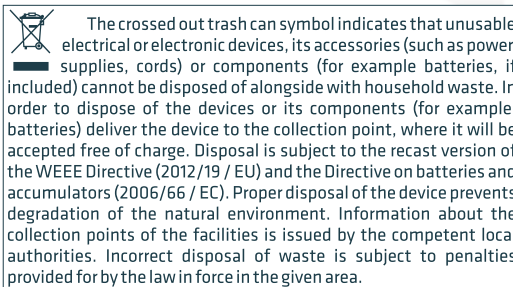 The crossed out trash can symbol indicates that unusable
electrical or electronic devices, its accessories (such as power
supplies, cords) or components (for example batteries, if
included) cannot be disposed of alongside with household waste. In
order to dispose of the devices or its components (for example,
batteries) deliver the device to the collection point, where it will be
accepted free of charge. Disposal is subject to the recast version of
the WEEE Directive (2012/19 / EU) and the Directive on batteries and
accumulators (2006/66 / EC). Proper disposal of the device prevents
degradation of the natural environment. Information about the
collection points of the facilities is issued by the competent local
authorities. Incorrect disposal of waste is subject to penalties
provided for by the law in force in the given area.